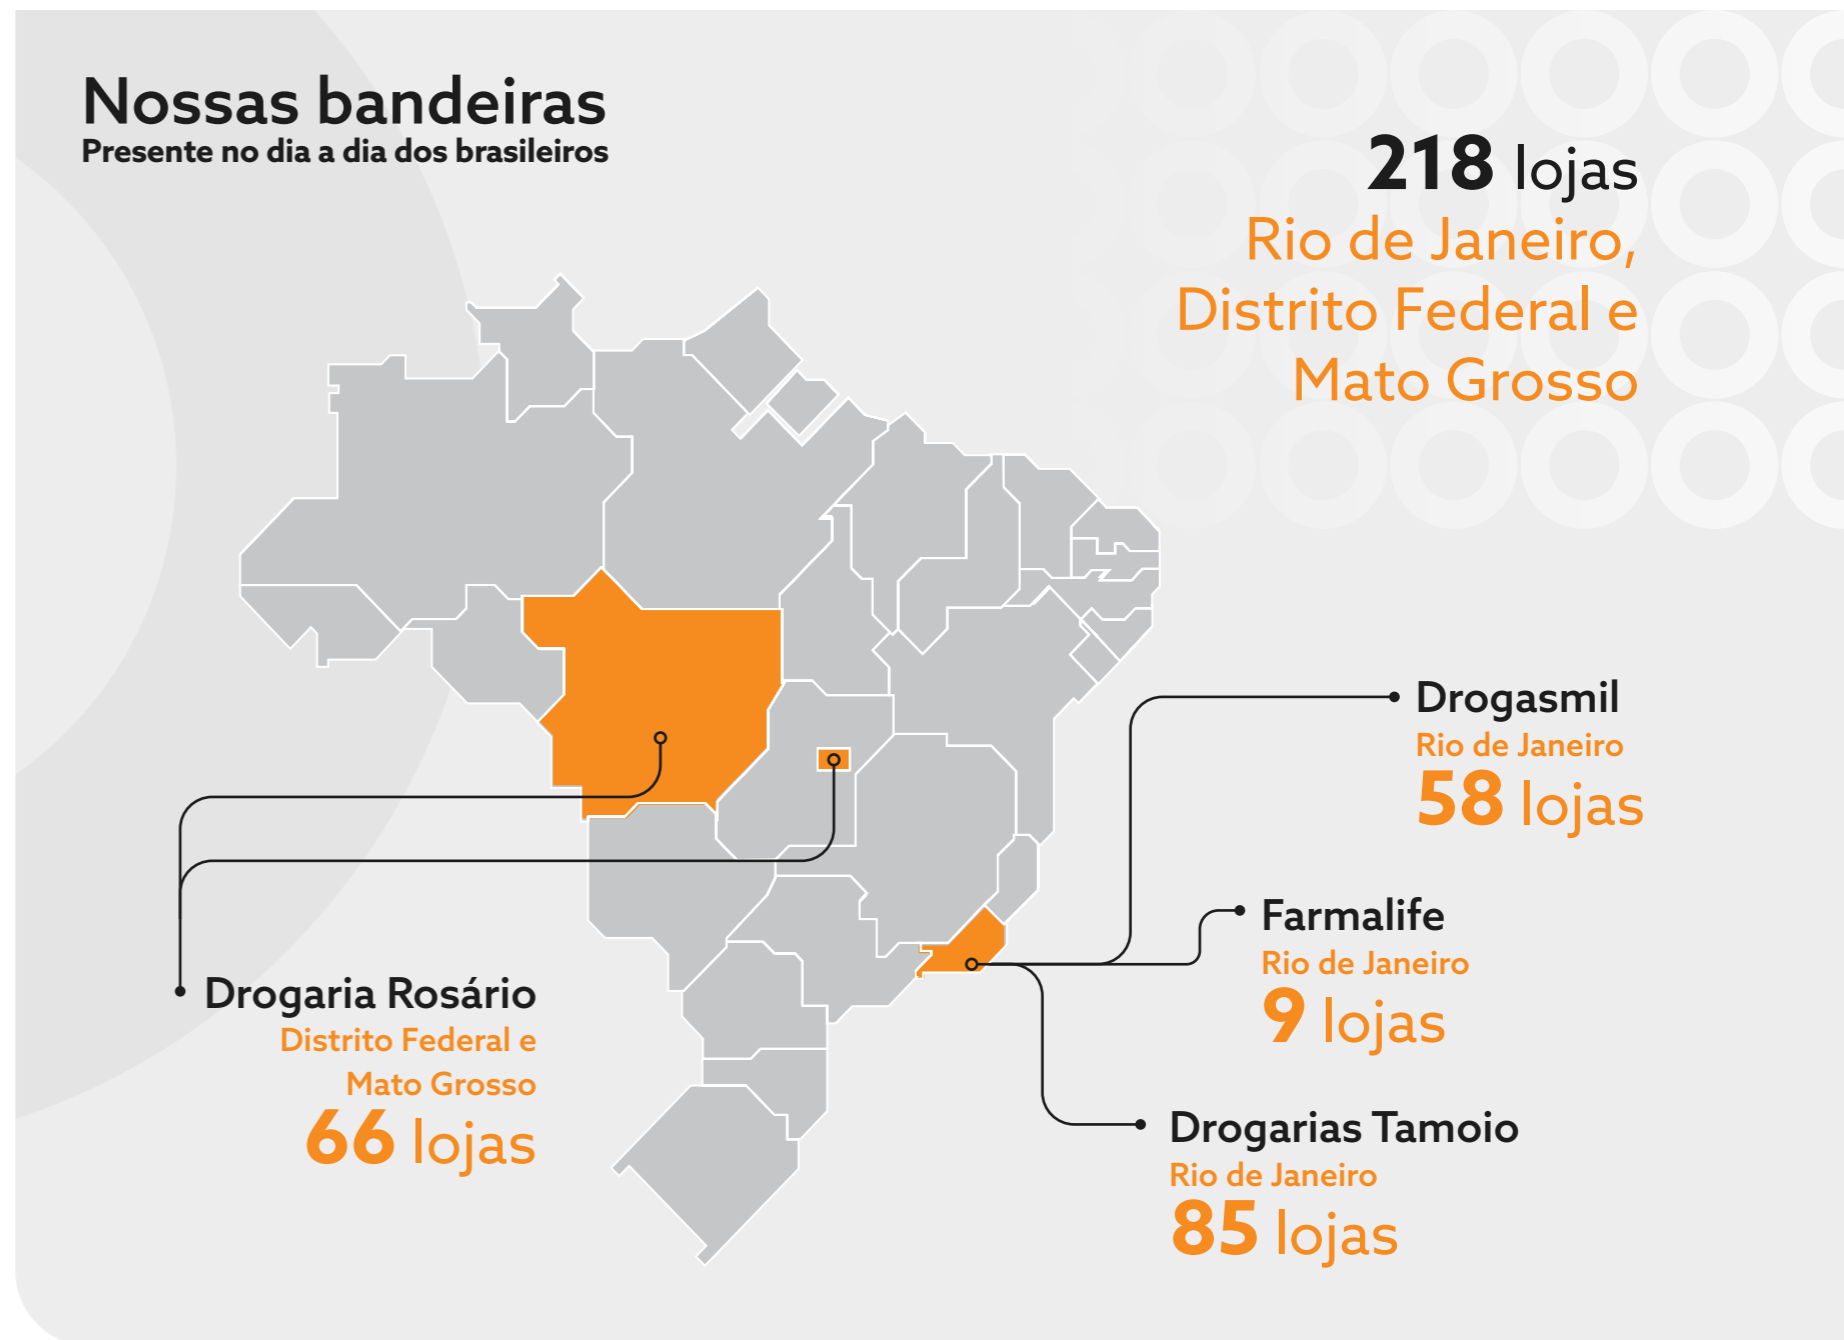 Nossas bandeiras
Presente no dia a dia dos brasileiros
218 lojas
Rio de Janeiro,
Distrito Federal e
Mato Grosso
Drogasmil
Rio de Janeiro
58 lojas
Farmalife
Rio de Janeiro
9 lojas
Drogaria Rosário
Distrito Federal e
Mato Grosso
66 lojas
Drogarias Tamoio
Rio de Janeiro
85 lojas